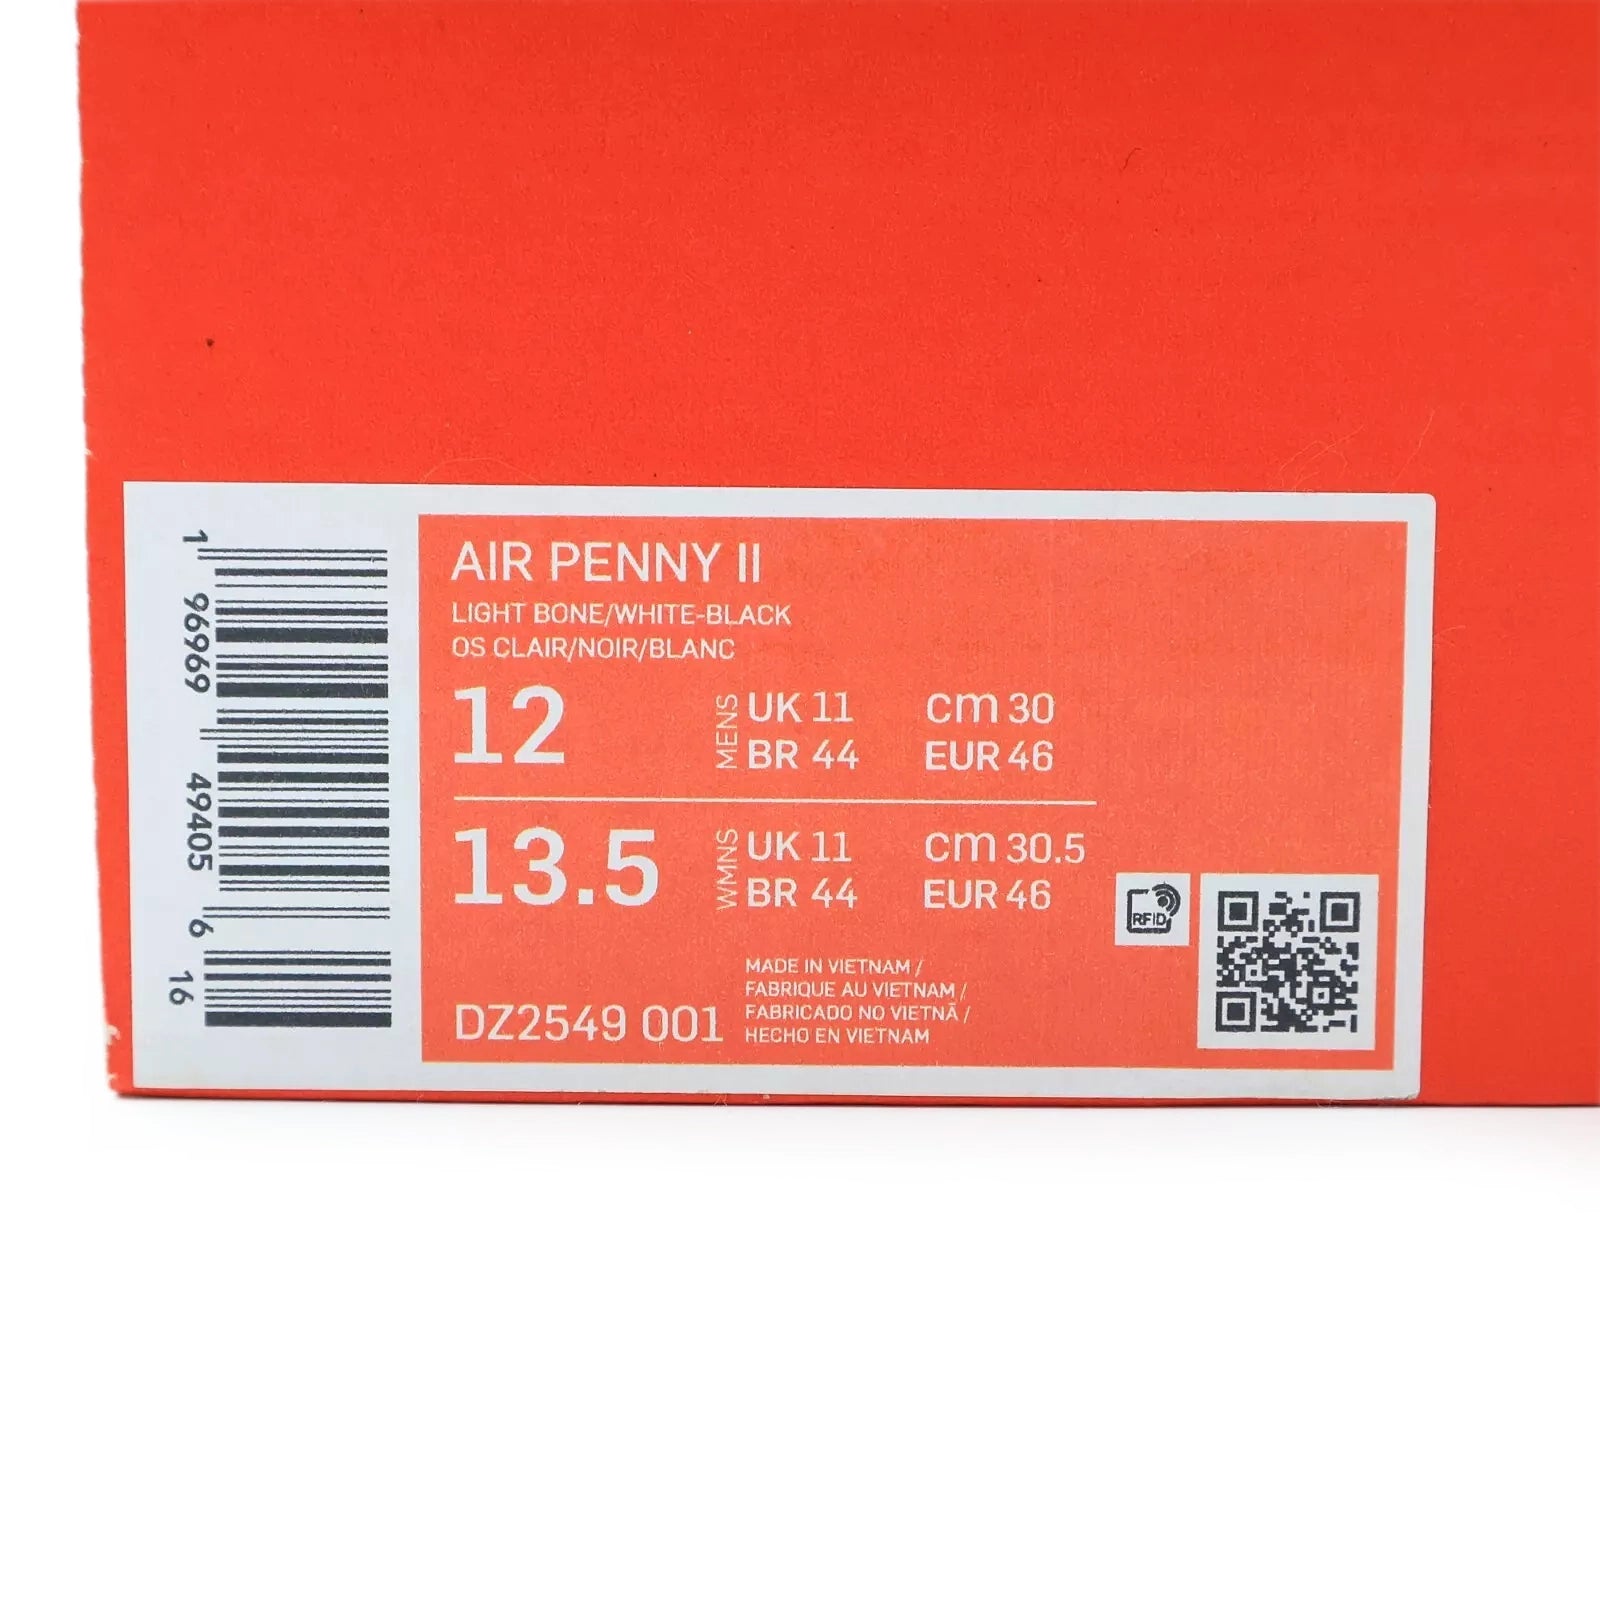 AIR PENNY II
LIGHT BONE/WHITE-BLACK
OS CLAIR/NOIR/BLANC
12 MENS UK 11 CM 30
BR 44 EUR 46
13.5 WMNS UK 11 CM 30.5
BR 44 EUR 46
RFID
MADE IN VIETNAM /
FABRIQUE AU VIETNAM /
FABRICADO NO VIETNÃ /
HECHO EN VIETNAM
DZ2549 001
1 96969 49405 6 16